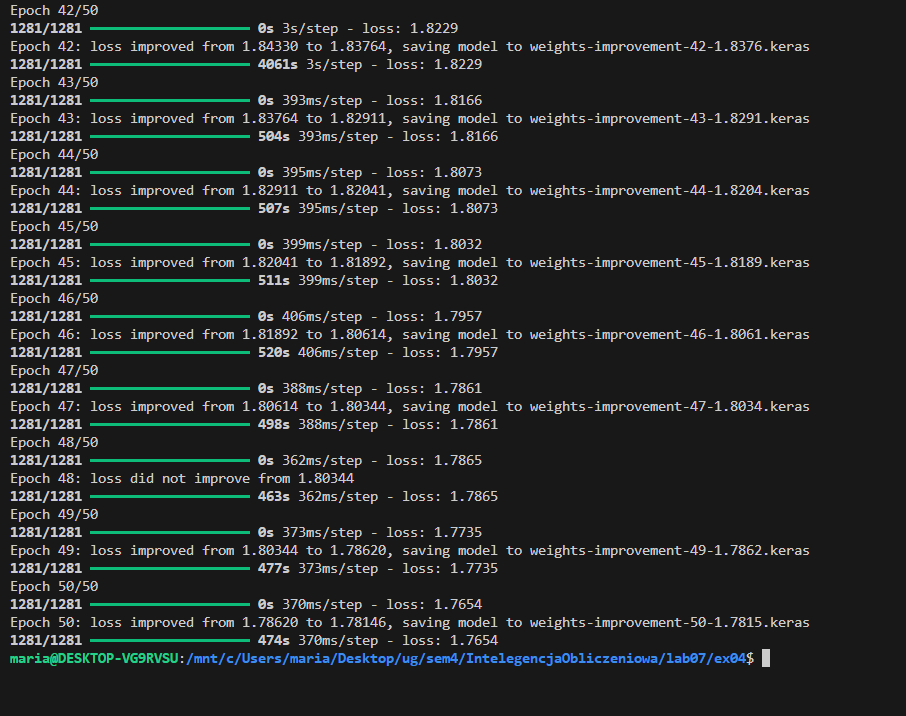 Epoch 42/50
1281/1281 ━━━━━━━━━━━━━━━━━━━━ 0s 3s/step - loss: 1.8229
Epoch 42: loss improved from 1.84330 to 1.83764, saving model to weights-improvement-42-1.8376.keras
1281/1281 ━━━━━━━━━━━━━━━━━━━━ 4061s 3s/step - loss: 1.8229
Epoch 43/50
1281/1281 ━━━━━━━━━━━━━━━━━━━━ 0s 393ms/step - loss: 1.8166
Epoch 43: loss improved from 1.83764 to 1.82911, saving model to weights-improvement-43-1.8291.keras
1281/1281 ━━━━━━━━━━━━━━━━━━━━ 504s 393ms/step - loss: 1.8166
Epoch 44/50
1281/1281 ━━━━━━━━━━━━━━━━━━━━ 0s 395ms/step - loss: 1.8073
Epoch 44: loss improved from 1.82911 to 1.82041, saving model to weights-improvement-44-1.8204.keras
1281/1281 ━━━━━━━━━━━━━━━━━━━━ 507s 395ms/step - loss: 1.8073
Epoch 45/50
1281/1281 ━━━━━━━━━━━━━━━━━━━━ 0s 399ms/step - loss: 1.8032
Epoch 45: loss improved from 1.82041 to 1.81892, saving model to weights-improvement-45-1.8189.keras
1281/1281 ━━━━━━━━━━━━━━━━━━━━ 511s 399ms/step - loss: 1.8032
Epoch 46/50
1281/1281 ━━━━━━━━━━━━━━━━━━━━ 0s 406ms/step - loss: 1.7957
Epoch 46: loss improved from 1.81892 to 1.80614, saving model to weights-improvement-46-1.8061.keras
1281/1281 ━━━━━━━━━━━━━━━━━━━━ 520s 406ms/step - loss: 1.7957
Epoch 47/50
1281/1281 ━━━━━━━━━━━━━━━━━━━━ 0s 388ms/step - loss: 1.7861
Epoch 47: loss improved from 1.80614 to 1.80344, saving model to weights-improvement-47-1.8034.keras
1281/1281 ━━━━━━━━━━━━━━━━━━━━ 498s 388ms/step - loss: 1.7861
Epoch 48/50
1281/1281 ━━━━━━━━━━━━━━━━━━━━ 0s 362ms/step - loss: 1.7865
Epoch 48: loss did not improve from 1.80344
1281/1281 ━━━━━━━━━━━━━━━━━━━━ 463s 362ms/step - loss: 1.7865
Epoch 49/50
1281/1281 ━━━━━━━━━━━━━━━━━━━━ 0s 373ms/step - loss: 1.7735
Epoch 49: loss improved from 1.80344 to 1.78620, saving model to weights-improvement-49-1.7862.keras
1281/1281 ━━━━━━━━━━━━━━━━━━━━ 477s 373ms/step - loss: 1.7735
Epoch 50/50
1281/1281 ━━━━━━━━━━━━━━━━━━━━ 0s 370ms/step - loss: 1.7654
Epoch 50: loss improved from 1.78620 to 1.78146, saving model to weights-improvement-50-1.7815.keras
1281/1281 ━━━━━━━━━━━━━━━━━━━━ 474s 370ms/step - loss: 1.7654
maria@DESKTOP-VG9RVSU:/mnt/c/Users/maria/Desktop/ug/sem4/IntelegencjaObliczeniowa/lab07/ex04$